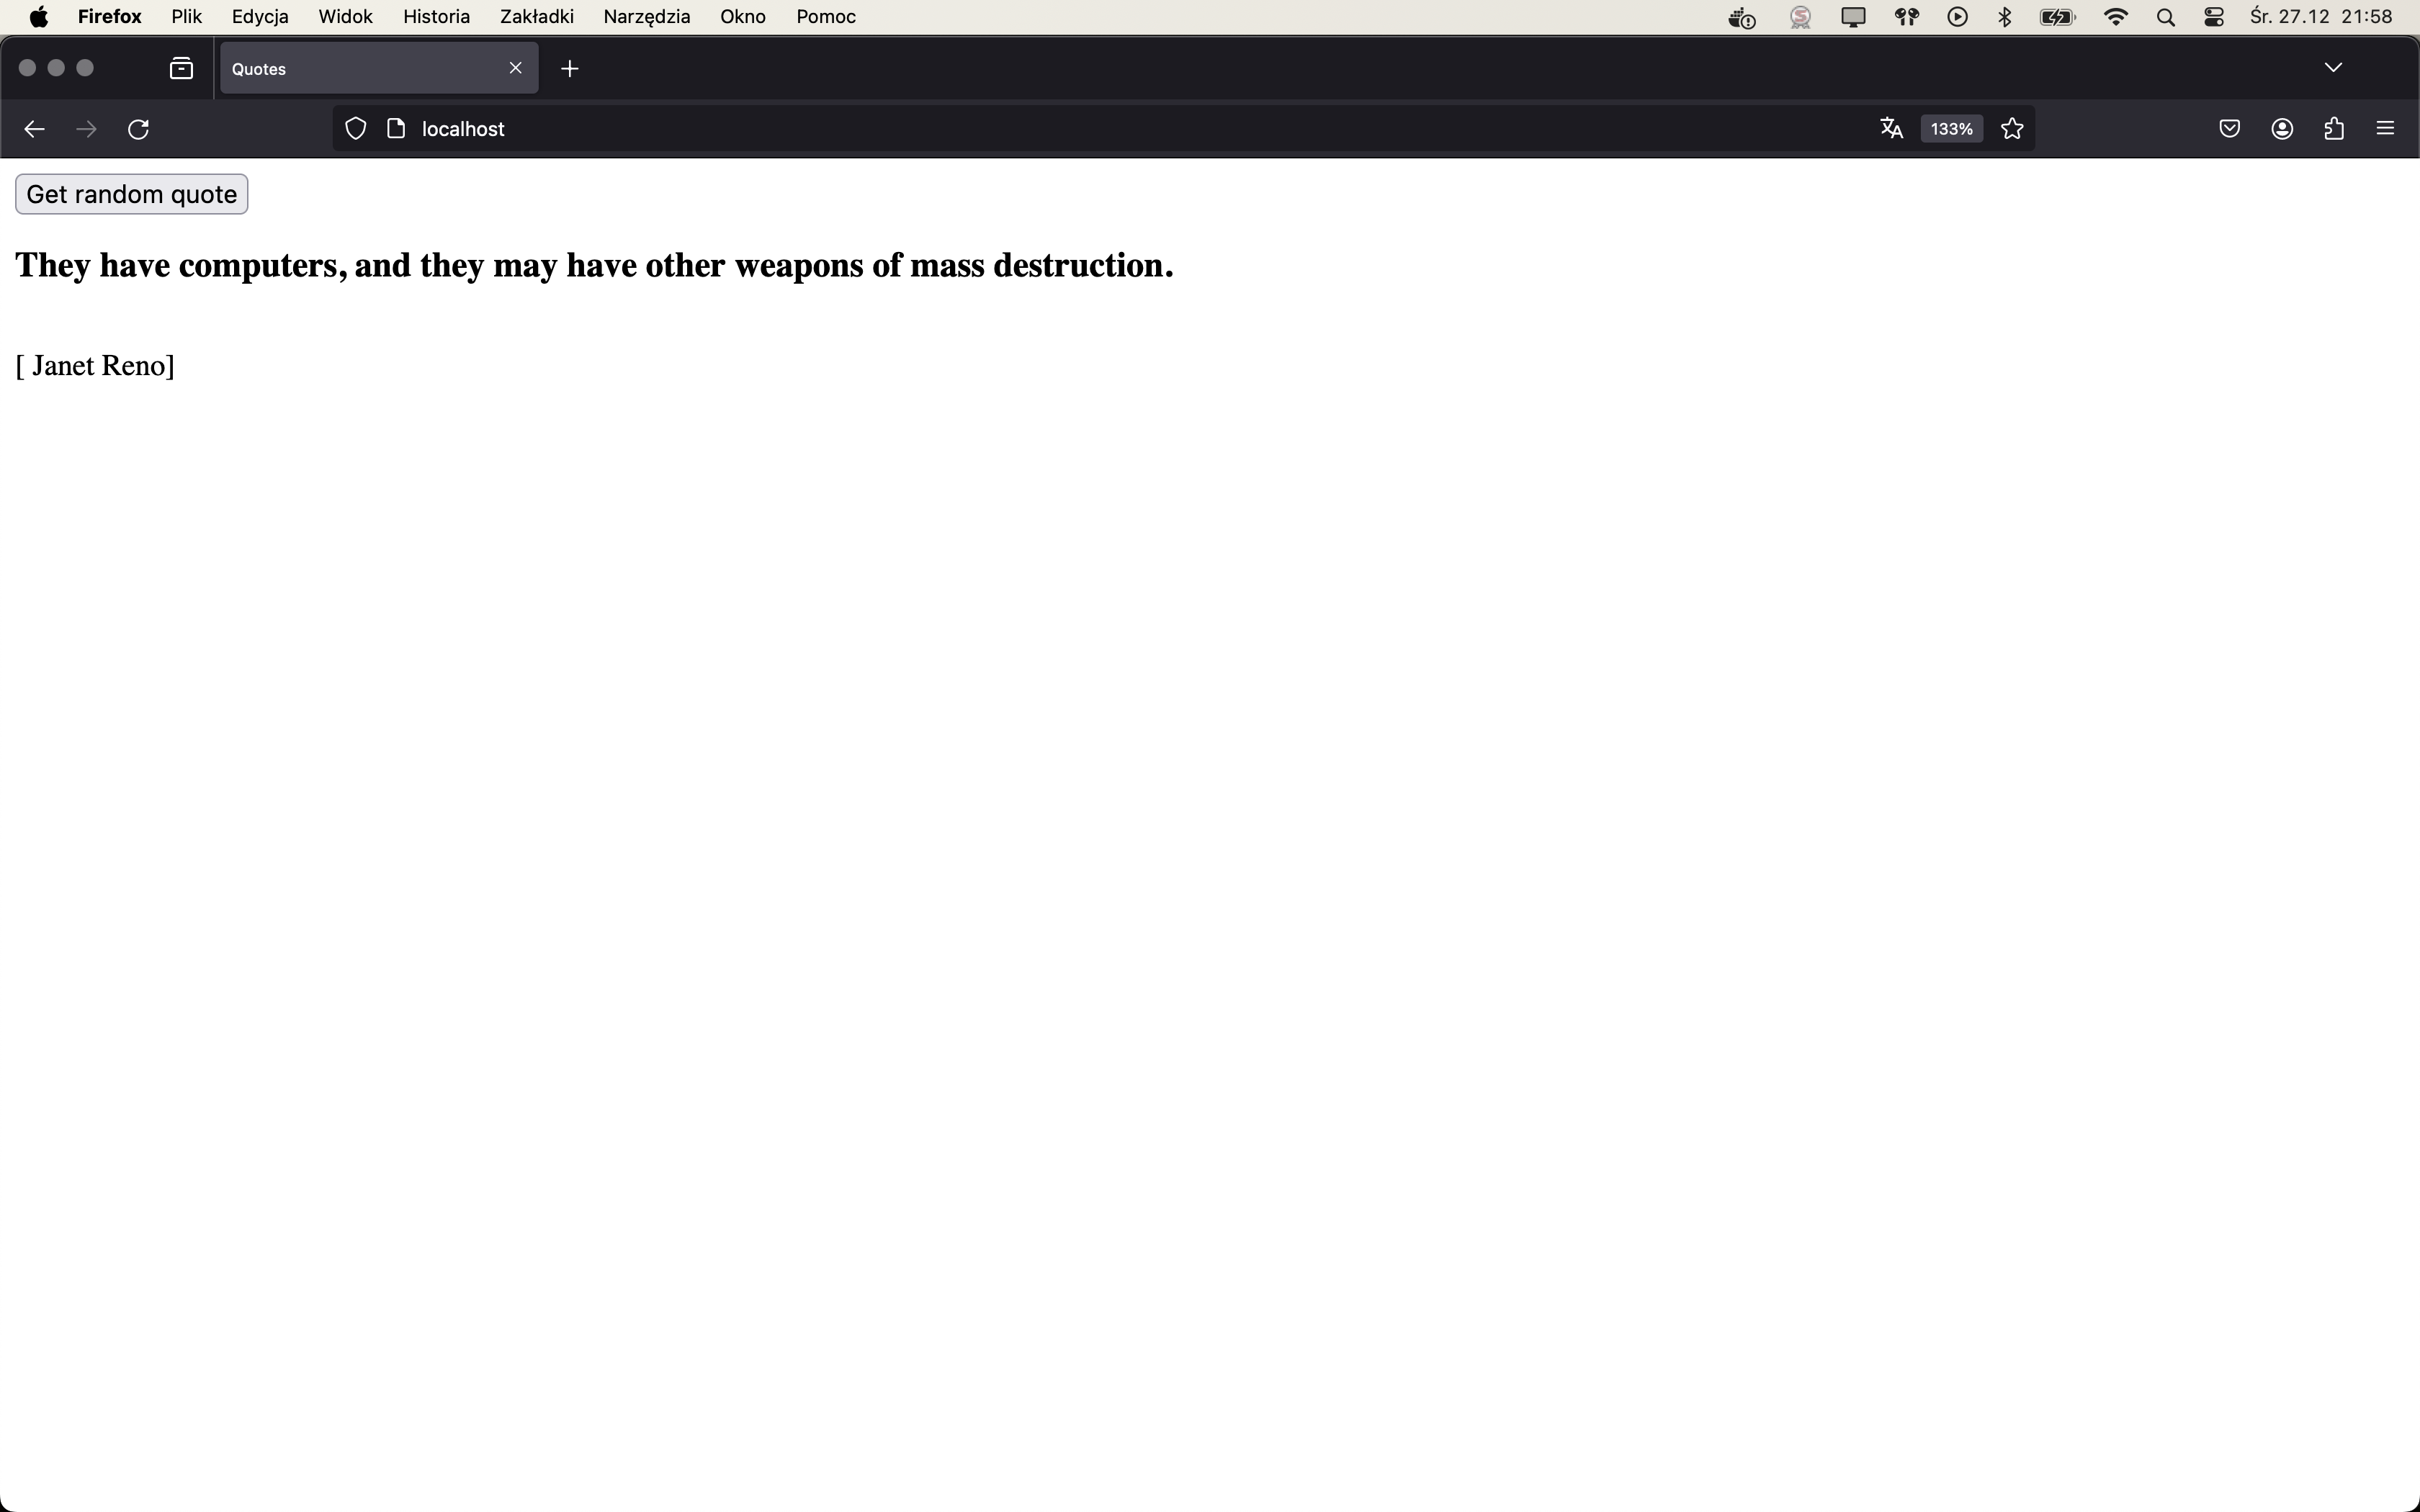 Firefox Plik Edycja Widok Historia Zakładki Narzędzia Okno Pomoc Śr. 27.12 21:58
Quotes
localhost 133%
Get random quote
They have computers, and they may have other weapons of mass destruction.
[ Janet Reno]